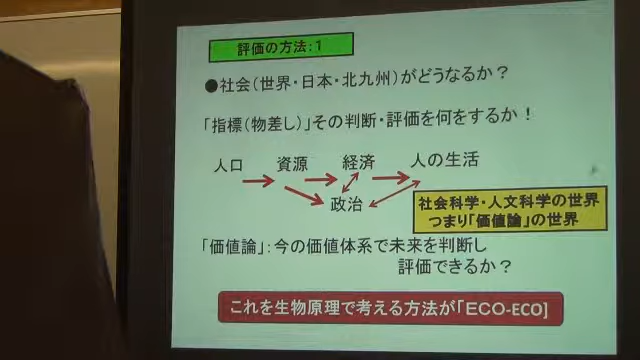 評価の方法:1
●社会(世界・日本・北九州)がどうなるか?
「指標(物差し)」その判断・評価を何をするか!
人口 資源 経済 人の生活
政治
社会科学・人文科学の世界
つまり「価値論」の世界
「価値論」:今の価値体系で未来を判断し
評価できるか?
これを生物原理で考える方法が「ECO-ECO]